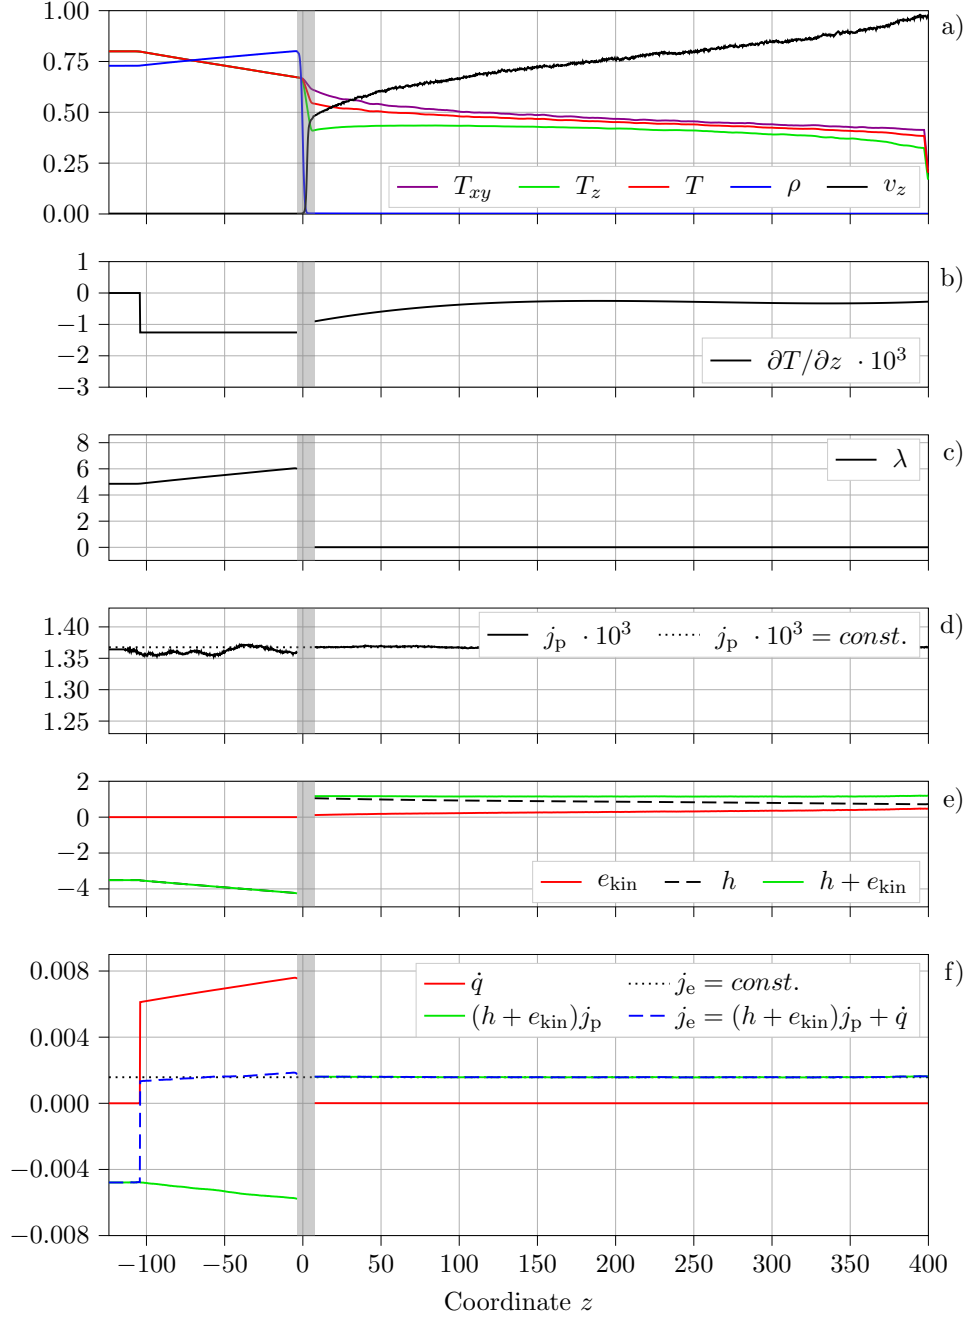 1.00
0.75
0.50
0.25
0.00
a)
T_xy T_z T ρ v_z
1
0
−1
−2
−3
b)
∂T/∂z · 10³
8
6
4
2
0
c)
λ
1.40
1.35
1.30
1.25
d)
j_p · 10³ j_p · 10³ = const.
2
0
−2
−4
e)
e_kin h h + e_kin
0.008
0.004
0.000
−0.004
−0.008
f)
q̇ j_e = const.
(h + e_kin)j_p j_e = (h + e_kin)j_p + q̇
−100 −50 0 50 100 150 200 250 300 350 400
Coordinate z